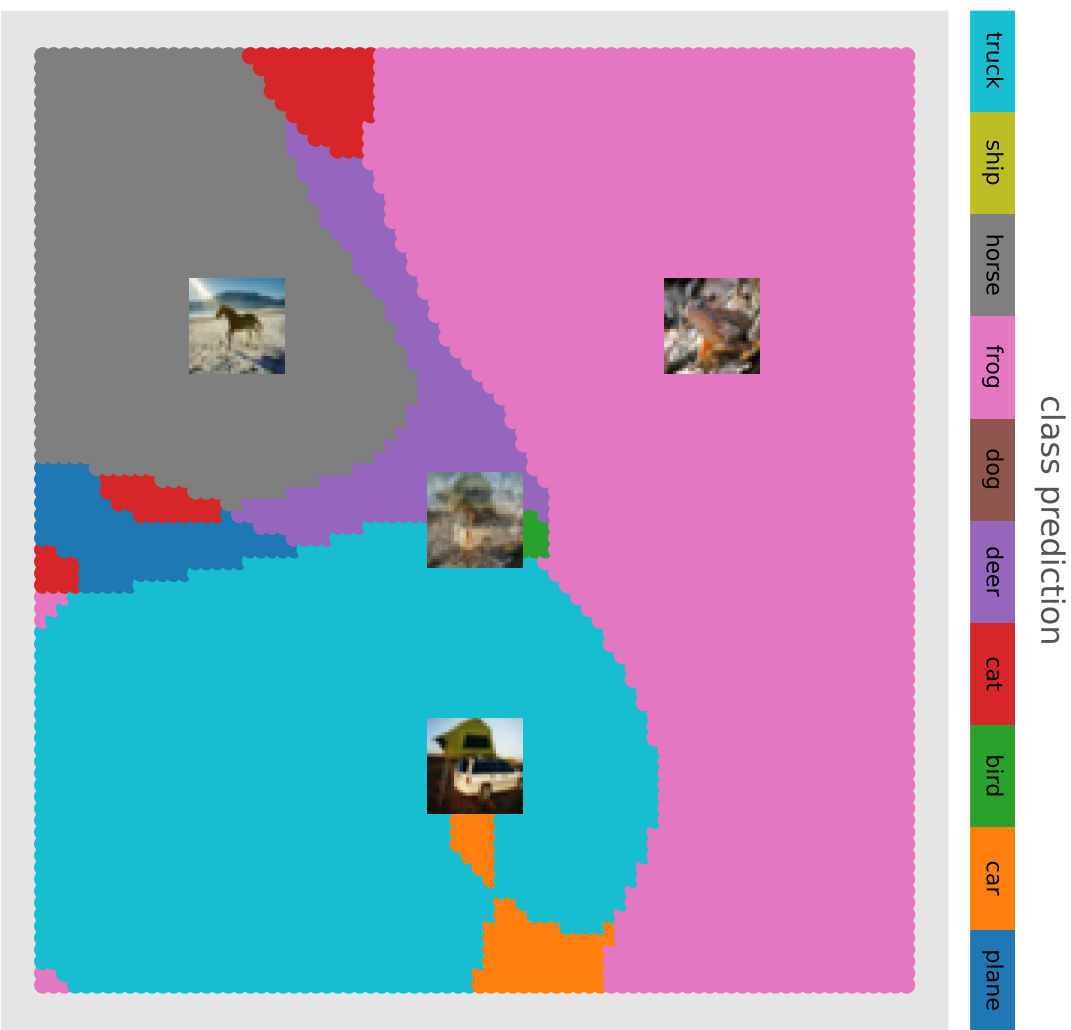 truck
ship
horse
frog
dog
deer
cat
bird
car
plane
class prediction